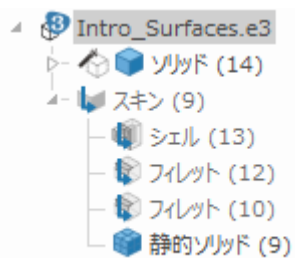 Intro_Surfaces.e3
ソリッド (14)
スキン (9)
シェル (13)
フィレット (12)
フィレット (10)
静的ソリッド (9)